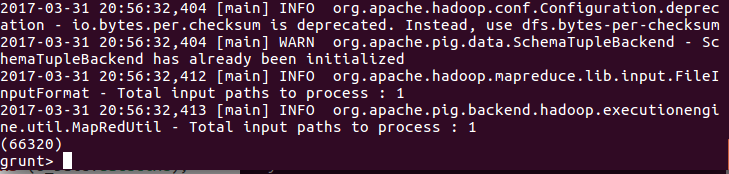 2017-03-31 20:56:32,404 [main] INFO  org.apache.hadoop.conf.Configuration.deprec
ation - io.bytes.per.checksum is deprecated. Instead, use dfs.bytes-per-checksum
2017-03-31 20:56:32,404 [main] WARN  org.apache.pig.data.SchemaTupleBackend - Sc
hemaTupleBackend has already been initialized
2017-03-31 20:56:32,412 [main] INFO  org.apache.hadoop.mapreduce.lib.input.FileI
nputFormat - Total input paths to process : 1
2017-03-31 20:56:32,413 [main] INFO  org.apache.pig.backend.hadoop.executionengi
ne.util.MapRedUtil - Total input paths to process : 1
(66320)
grunt>